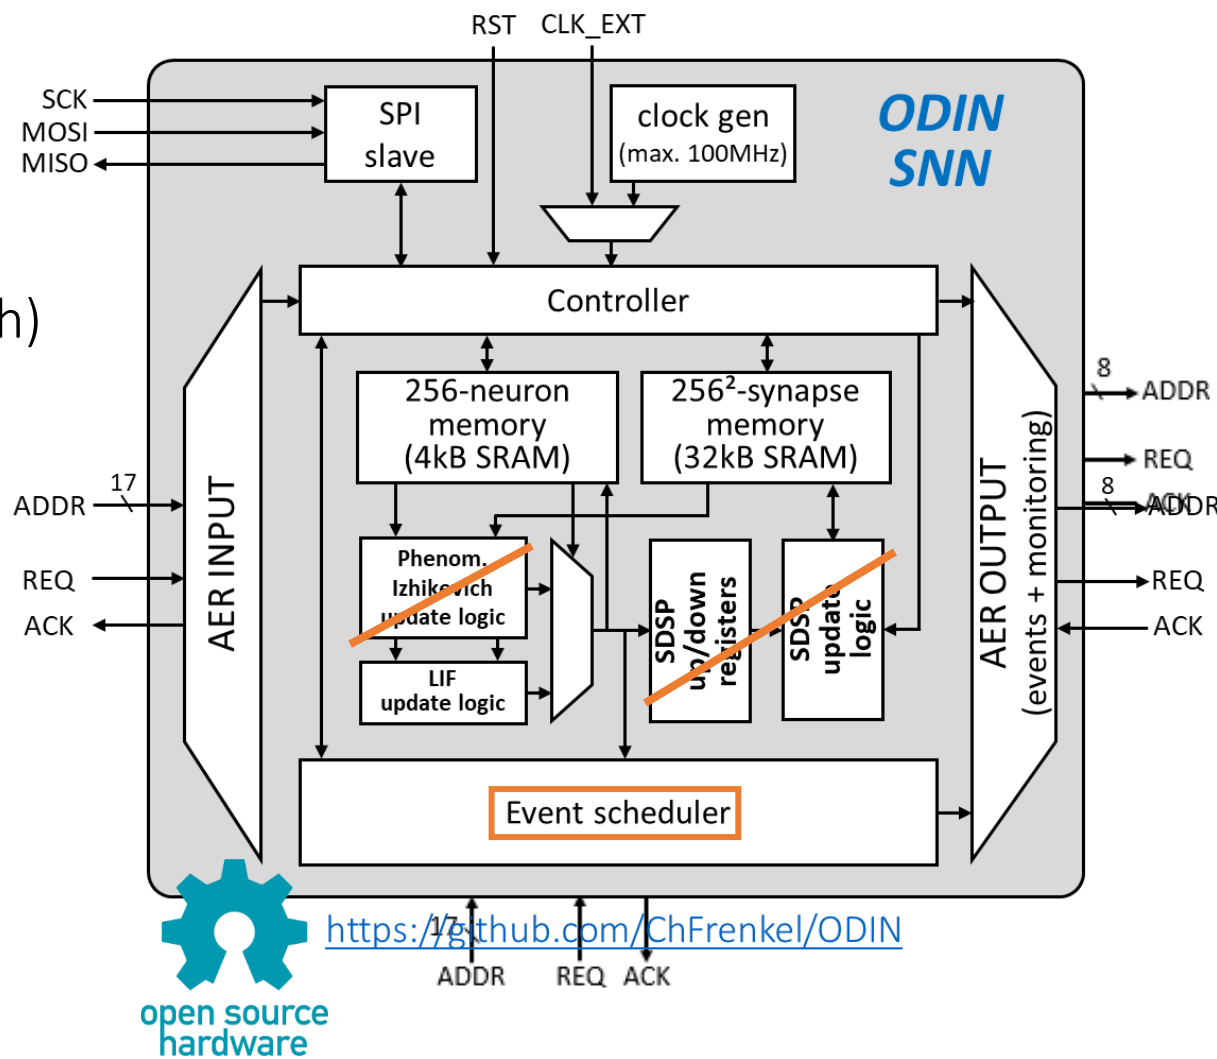 RST CLK_EXT
SCK
MOSI
MISO
SPI
slave
clock gen
(max. 100MHz)
ODIN
SNN
h)
Controller
256-neuron
memory
(4kB SRAM)
256²-synapse
memory
(32kB SRAM)
17
ADDR
REQ
ACK
AER INPUT
Phenom.
Izhikevich
update logic
LIF
update logic
SDSP
up/down
registers
SDSP
update
logic
AER OUTPUT
(events + monitoring)
8
ADDR
REQ
ACK
8
ADDR
REQ
ACK
Event scheduler
https://github.com/ChFrenkel/ODIN
17
ADDR REQ ACK
open source
hardware